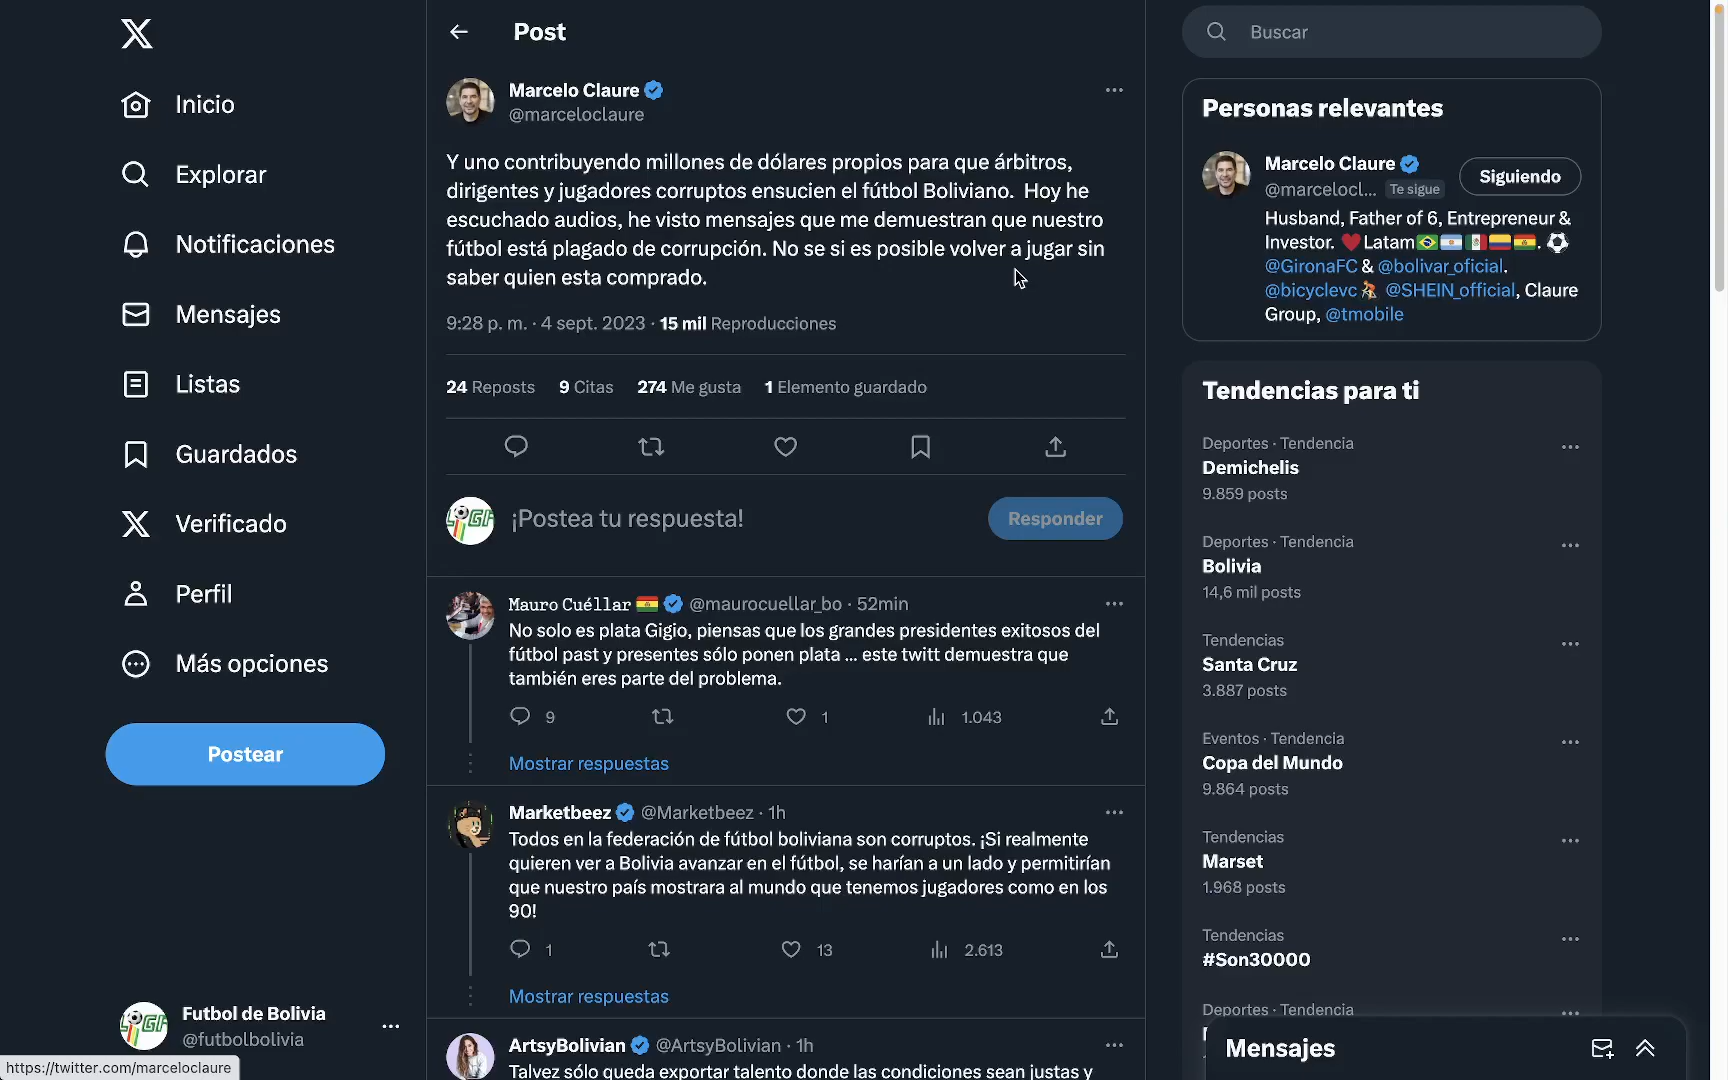 Inicio
Explorar
Notificaciones
Mensajes
Listas
Guardados
Verificado
Perfil
Más opciones
Postear
Futbol de Bolivia
@futbolbolivia
https://twitter.com/marceloclaure
Post
Marcelo Claure
@marceloclaure
Y uno contribuyendo millones de dólares propios para que árbitros,
dirigentes y jugadores corruptos ensucien el fútbol Boliviano. Hoy he
escuchado audios, he visto mensajes que me demuestran que nuestro
fútbol está plagado de corrupción. No se si es posible volver a jugar sin
saber quien esta comprado.
9:28 p. m. · 4 sept. 2023 · 15 mil Reproducciones
24 Reposts 9 Citas 274 Me gusta 1 Elemento guardado
¡Postea tu respuesta!
Responder
Mauro Cuéllar 🇧🇴 @maurocuellar_bo · 52min
No solo es plata Gigio, piensas que los grandes presidentes exitosos del
fútbol past y presentes sólo ponen plata ... este twitt demuestra que
también eres parte del problema.
9 1 1.043
Mostrar respuestas
Marketbeez @Marketbeez · 1h
Todos en la federación de fútbol boliviana son corruptos. ¡Si realmente
quieren ver a Bolivia avanzar en el fútbol, se harían a un lado y permitirían
que nuestro país mostrara al mundo que tenemos jugadores como en los
90!
1 13 2.613
Mostrar respuestas
ArtsyBolivian @ArtsyBolivian · 1h
Talvez sólo queda exportar talento donde las condiciones sean justas y
Buscar
Personas relevantes
Marcelo Claure
@marcelocl... Te sigue
Siguiendo
Husband, Father of 6, Entrepreneur &
Investor. ❤️Latam🇧🇷🇦🇷🇲🇽🇨🇴🇧🇴. ⚽
@GironaFC & @bolivar_oficial.
@bicyclevc🚴 @SHEIN_official, Claure
Group, @tmobile
Tendencias para ti
Deportes · Tendencia
Demichelis
9.859 posts
Deportes · Tendencia
Bolivia
14,6 mil posts
Tendencias
Santa Cruz
3.887 posts
Eventos · Tendencia
Copa del Mundo
9.864 posts
Tendencias
Marset
1.968 posts
Tendencias
#Son30000
Deportes · Tendencia
Mensajes